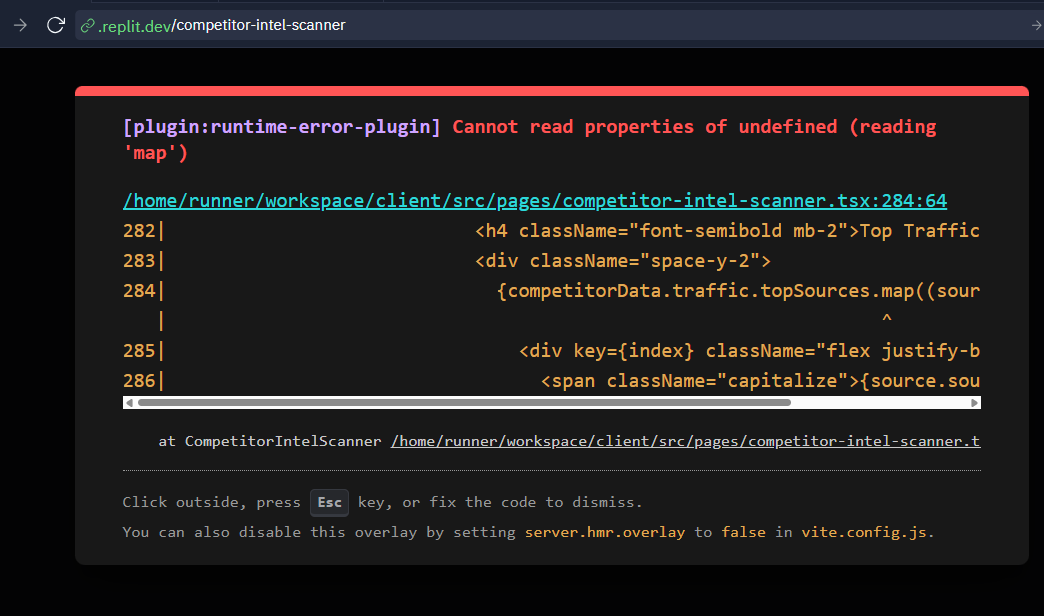 .replit.dev/competitor-intel-scanner
[plugin:runtime-error-plugin] Cannot read properties of undefined (reading
'map')
/home/runner/workspace/client/src/pages/competitor-intel-scanner.tsx:284:64
282|                            <h4 className="font-semibold mb-2">Top Traffic
283|                            <div className="space-y-2">
284|                              {competitorData.traffic.topSources.map((sour
   |                                                                 ^
285|                                <div key={index} className="flex justify-b
286|                                  <span className="capitalize">{source.sou
at CompetitorIntelScanner /home/runner/workspace/client/src/pages/competitor-intel-scanner.t
Click outside, press Esc key, or fix the code to dismiss.
You can also disable this overlay by setting server.hmr.overlay to false in vite.config.js.